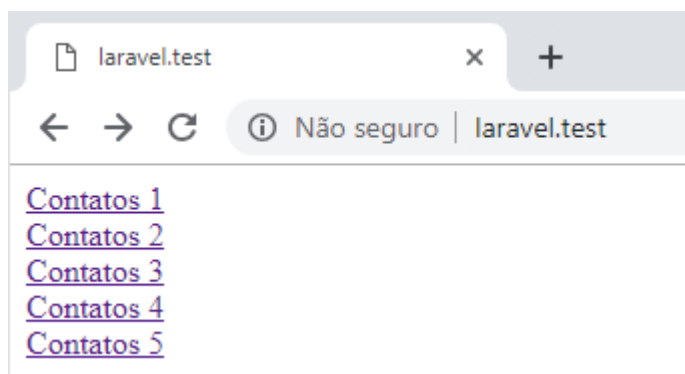 laravel.test
Não seguro | laravel.test
Contatos 1
Contatos 2
Contatos 3
Contatos 4
Contatos 5